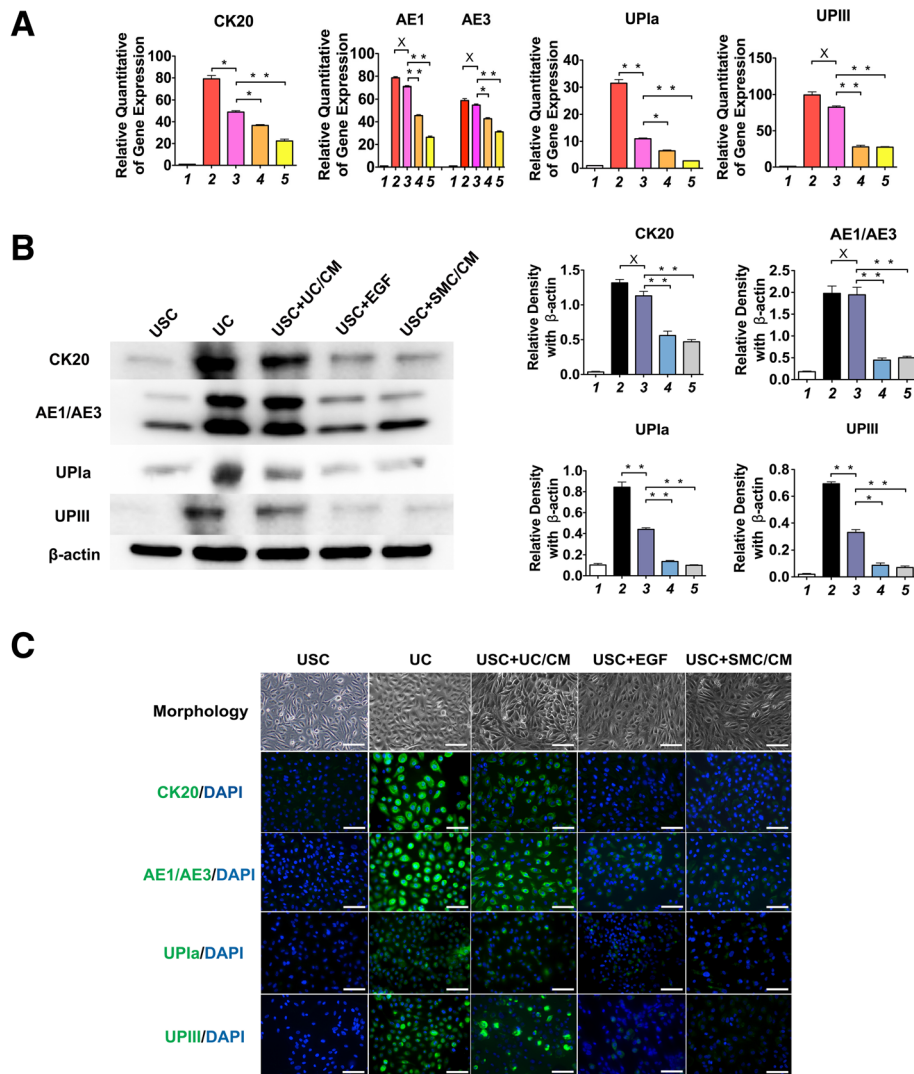 A
CK20
AE1 AE3
UPIa
UPIII
Relative Quantitative
of Gene Expression
100
80
60
40
20
0
* * * *
1 2 3 4 5
Relative Quantitative
of Gene Expression
100
80
60
40
20
0
X * * * *
X * * *
1 2 3 4 5 1 2 3 4 5
Relative Quantitative
of Gene Expression
40
30
20
10
0
* * * * *
1 2 3 4 5
Relative Quantitative
of Gene Expression
150
100
50
0
X * * * *
1 2 3 4 5
B
USC
UC
USC+UC/CM
USC+EGF
USC+SMC/CM
CK20
AE1/AE3
UPIa
UPIII
β-actin
CK20
Relative Density
with β-actin
1.5
1.0
0.5
0.0
X * * * *
1 2 3 4 5
AE1/AE3
Relative Density
with β-actin
2.5
2.0
1.5
1.0
0.5
0.0
X * * * *
1 2 3 4 5
UPIa
Relative Density
with β-actin
1.0
0.8
0.6
0.4
0.2
0.0
* * * * * *
1 2 3 4 5
UPIII
Relative Density
with β-actin
0.8
0.6
0.4
0.2
0.0
* * * * *
1 2 3 4 5
C
USC UC USC+UC/CM USC+EGF USC+SMC/CM
Morphology
CK20/DAPI
AE1/AE3/DAPI
UPIa/DAPI
UPIII/DAPI